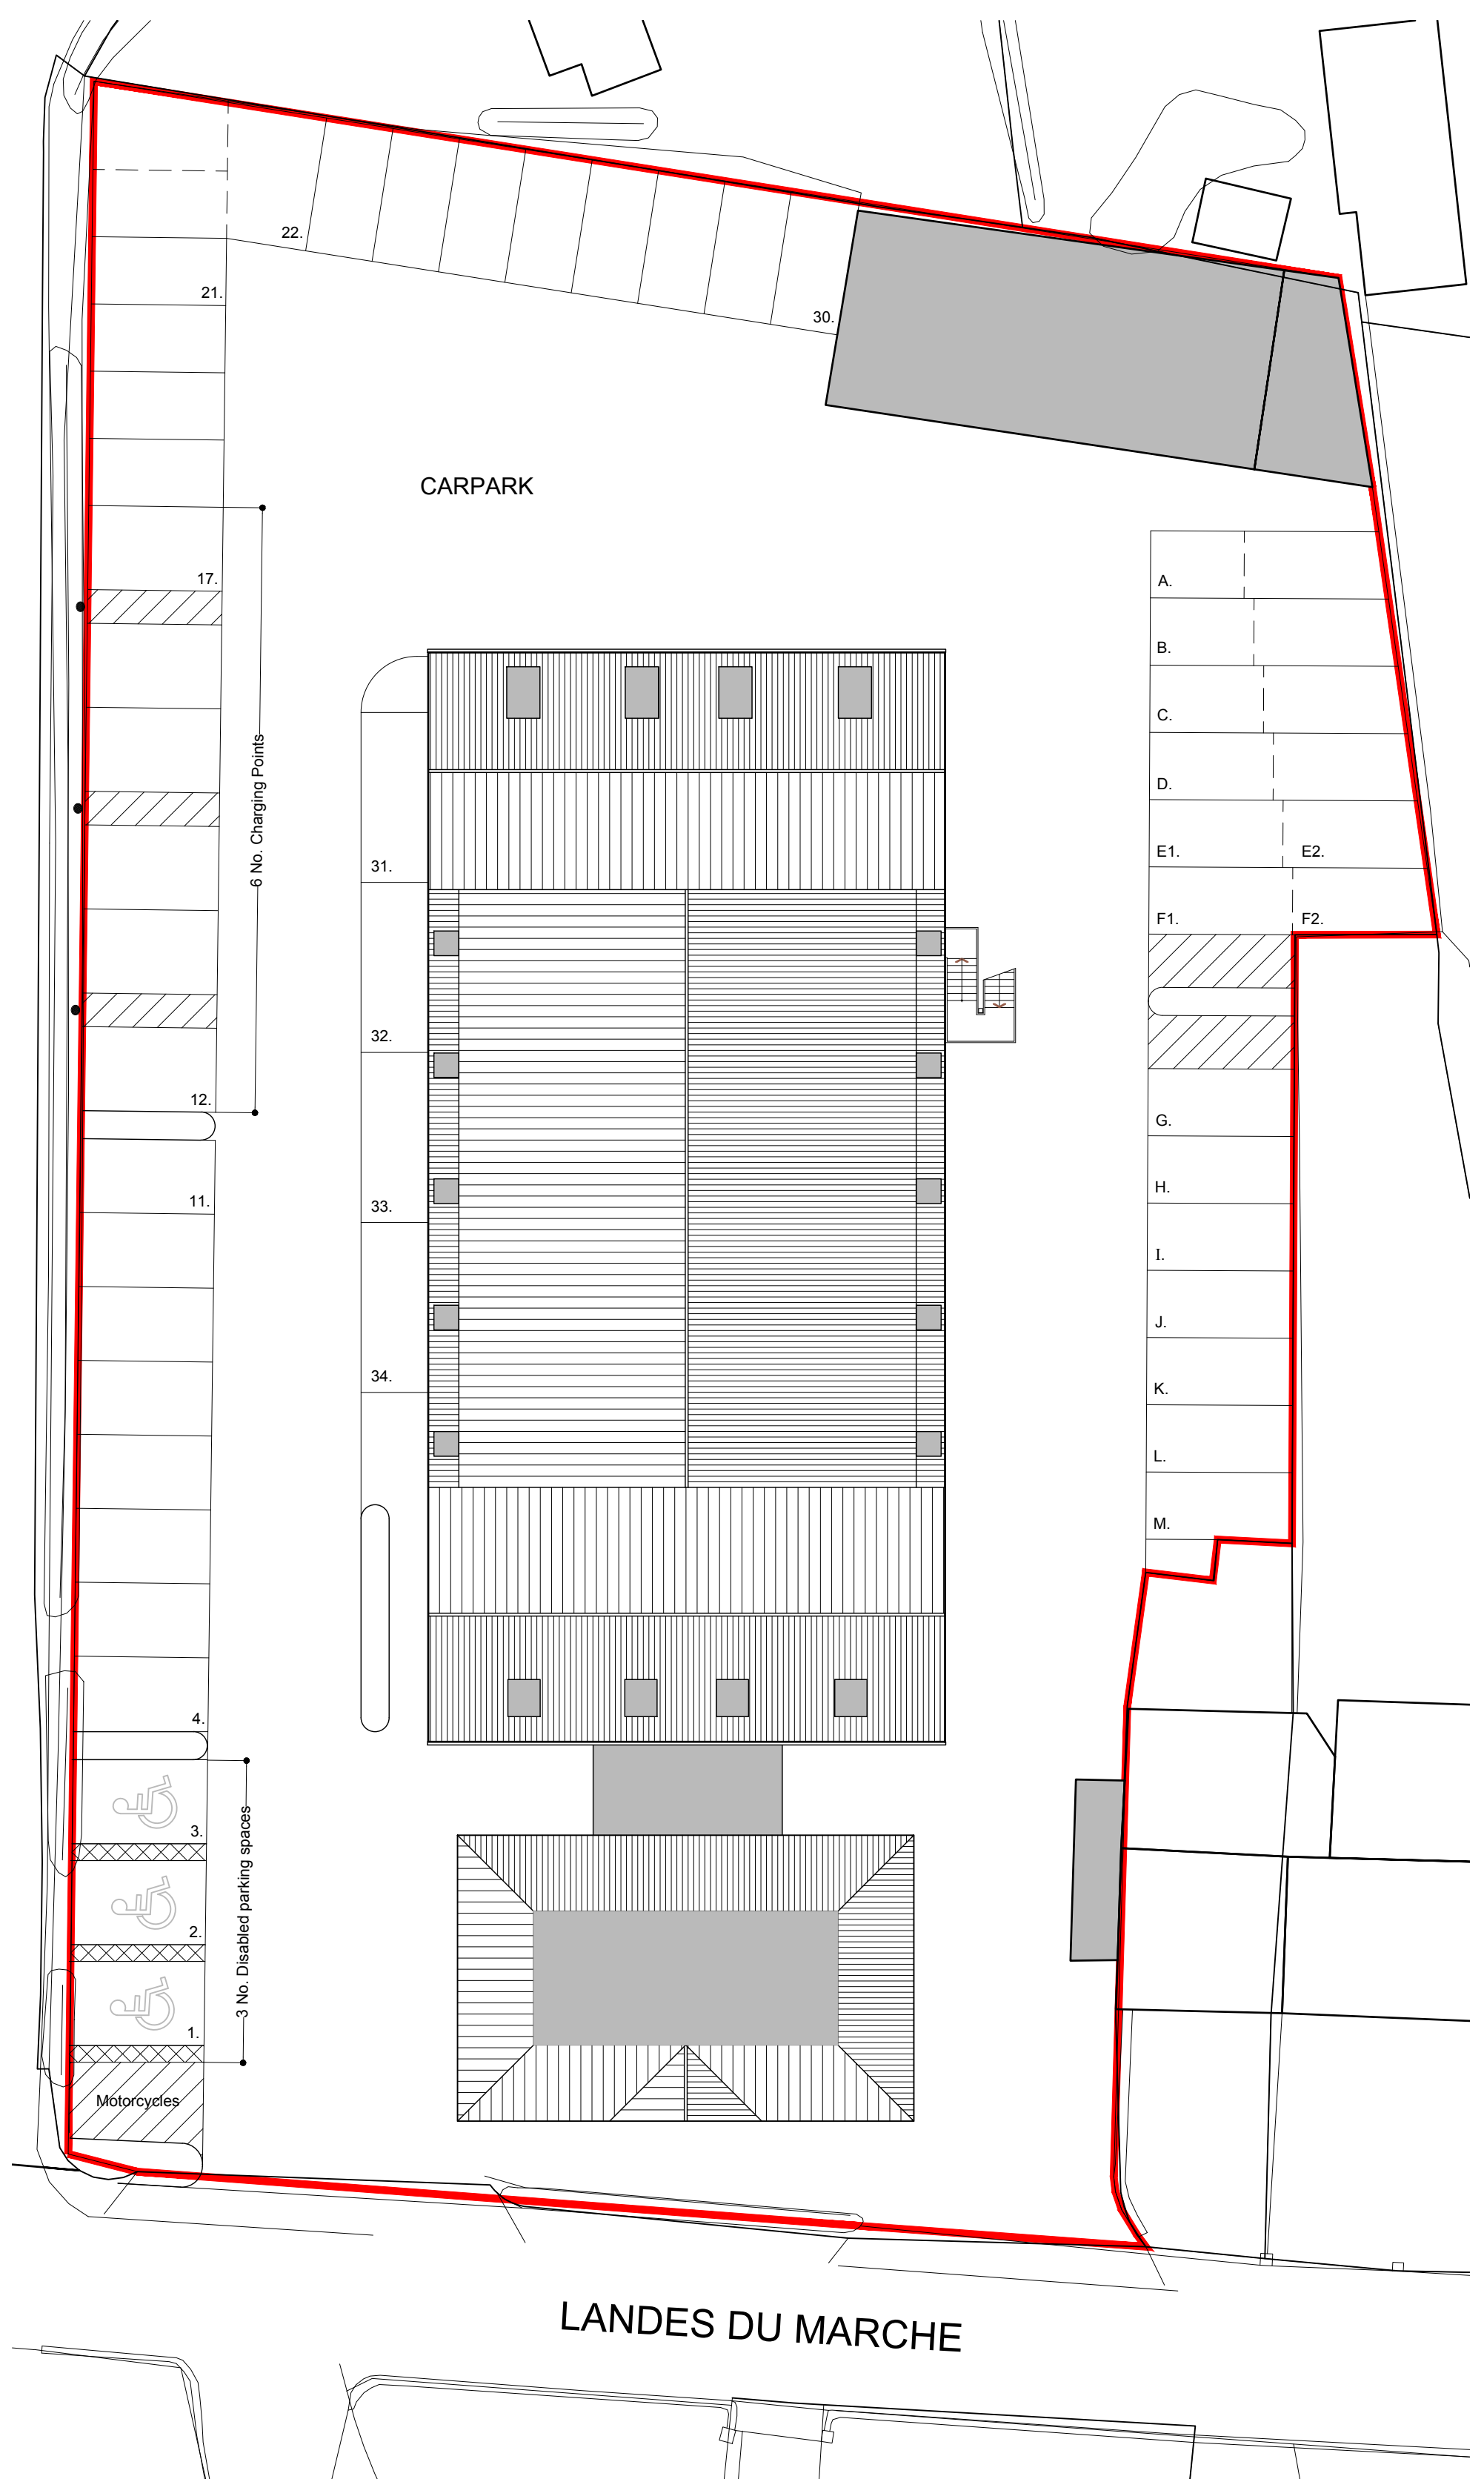 22.
21.
30.
CARPARK
17.
A.
B.
C.
6 No. Charging Points
D.
E1. E2.
31.
F1. F2.
32.
12.
G.
11.
H.
33.
I.
J.
34.
K.
L.
M.
4.
3.
3 No. Disabled parking spaces
2.
1.
Motorcycles
LANDES DU MARCHE